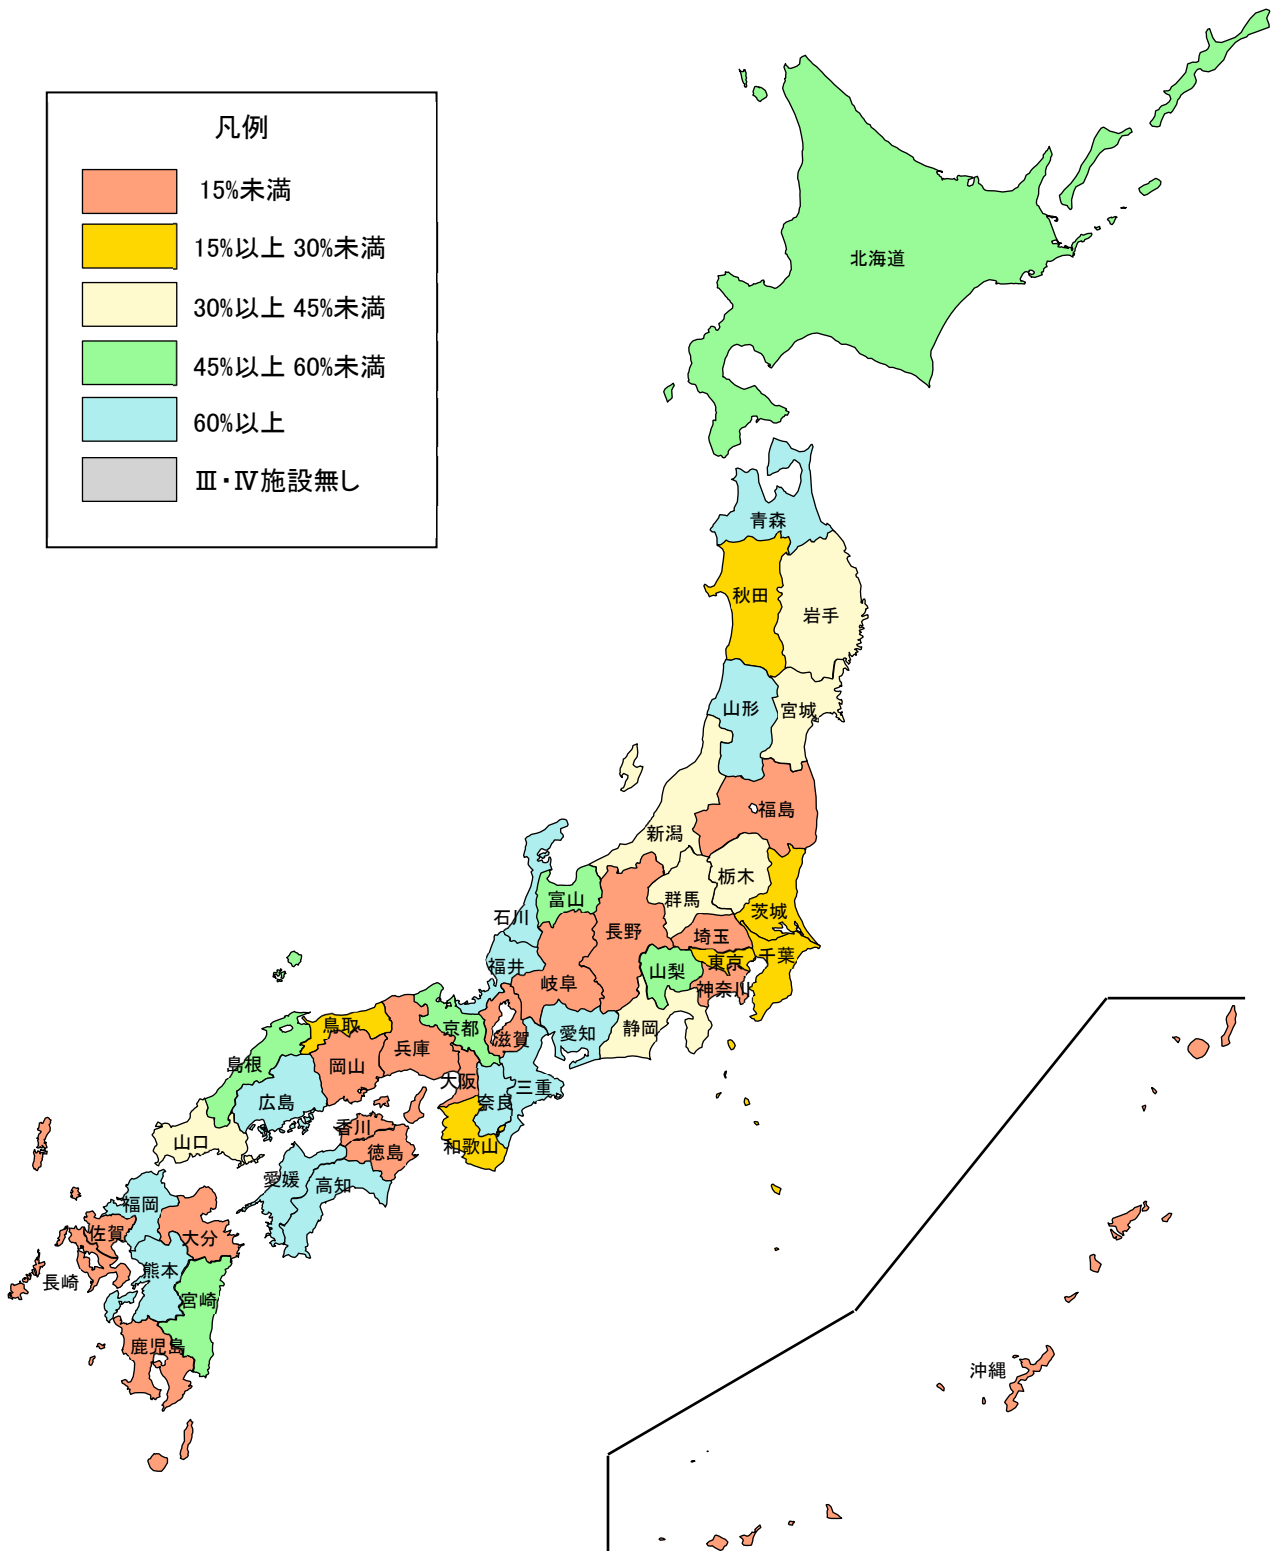 凡例
15%未満
15%以上 30%未満
30%以上 45%未満
45%以上 60%未満
60%以上
Ⅲ・Ⅳ施設無し
北海道
青森
秋田
岩手
山形
宮城
福島
新潟
栃木
群馬
富山
石川
茨城
長野
埼玉
千葉
東京
福井
山梨
岐阜
神奈川
鳥取
京都
静岡
愛知
滋賀
兵庫
島根
岡山
大阪
三重
広島
奈良
香川
山口
和歌山
徳島
愛媛
高知
福岡
佐賀
大分
熊本
長崎
宮崎
鹿児島
沖縄